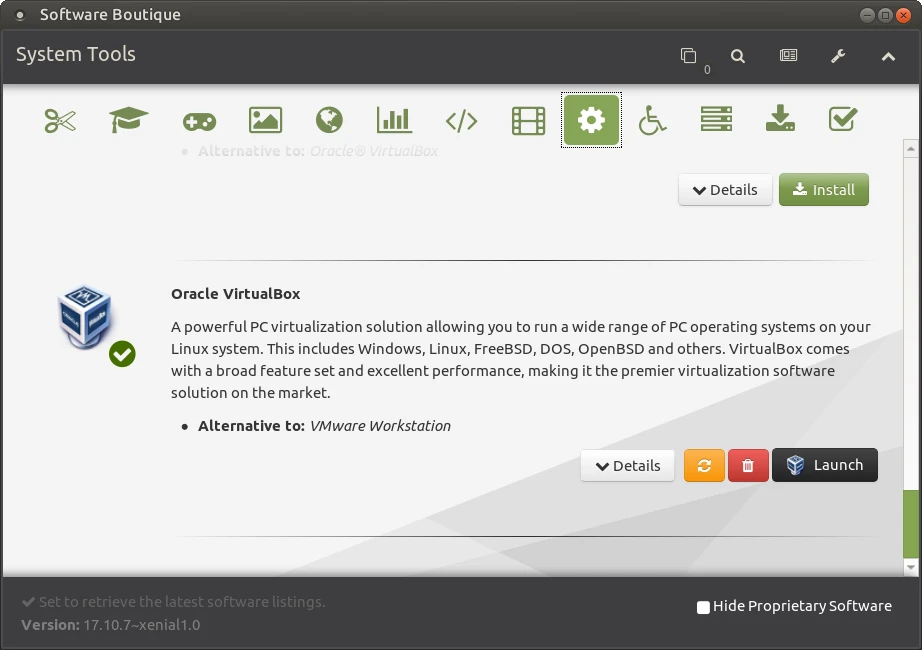 Software Boutique
System Tools
0
• Alternative to: Oracle® VirtualBox
Details
Install
Oracle VirtualBox
A powerful PC virtualization solution allowing you to run a wide range of PC operating systems on your
Linux system. This includes Windows, Linux, FreeBSD, DOS, OpenBSD and others. VirtualBox comes
with a broad feature set and excellent performance, making it the premier virtualization software
solution on the market.
• Alternative to: VMware Workstation
Details
Launch
Set to retrieve the latest software listings.
Version: 17.10.7~xenial1.0
Hide Proprietary Software